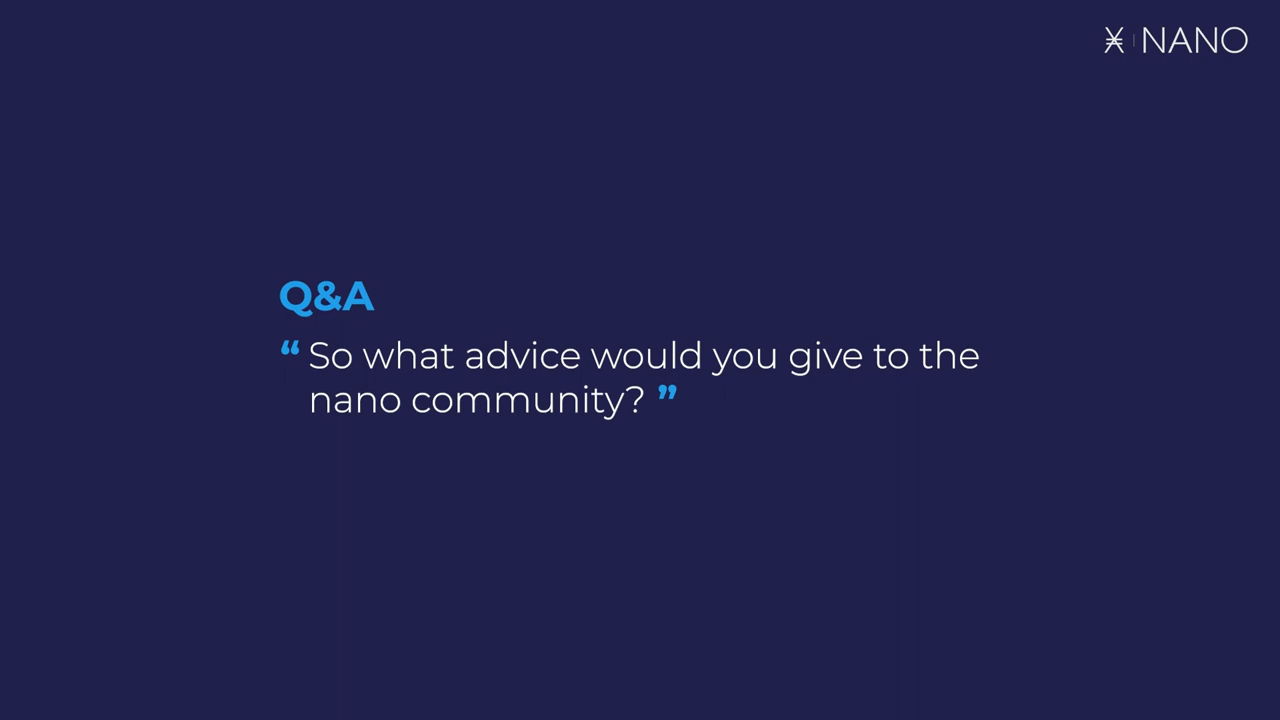 Ӿ NANO
Q&A
“ So what advice would you give to the
nano community? ”